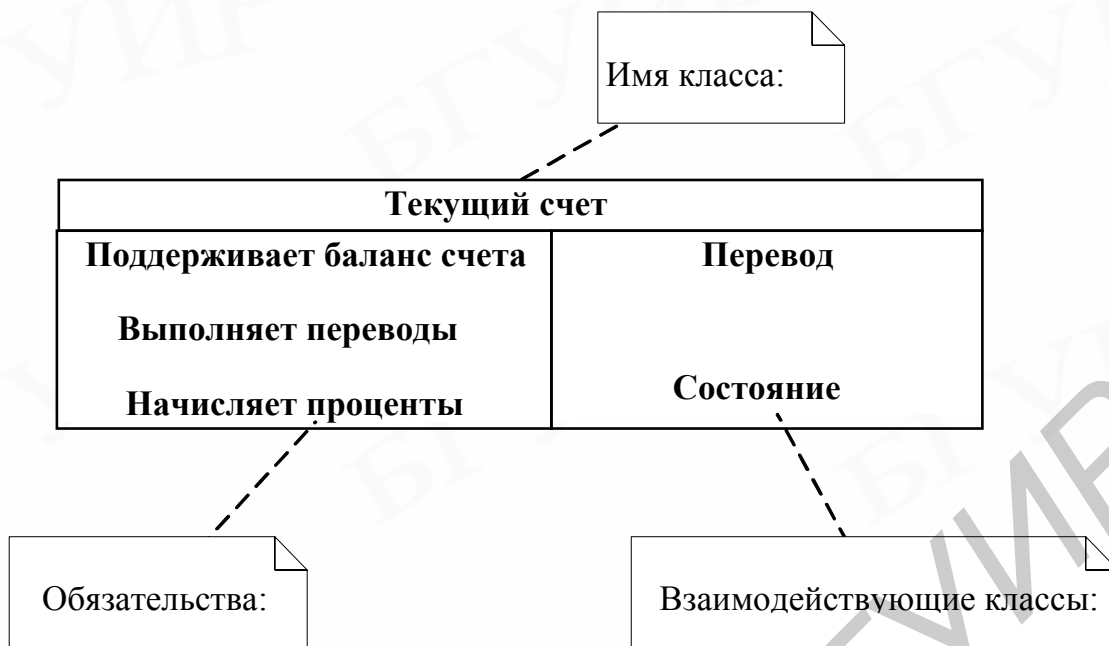 Имя класса:
Текущий счет
Поддерживает баланс счета
Выполняет переводы
Начисляет проценты
Перевод
Состояние
Обязательства:
Взаимодействующие классы: